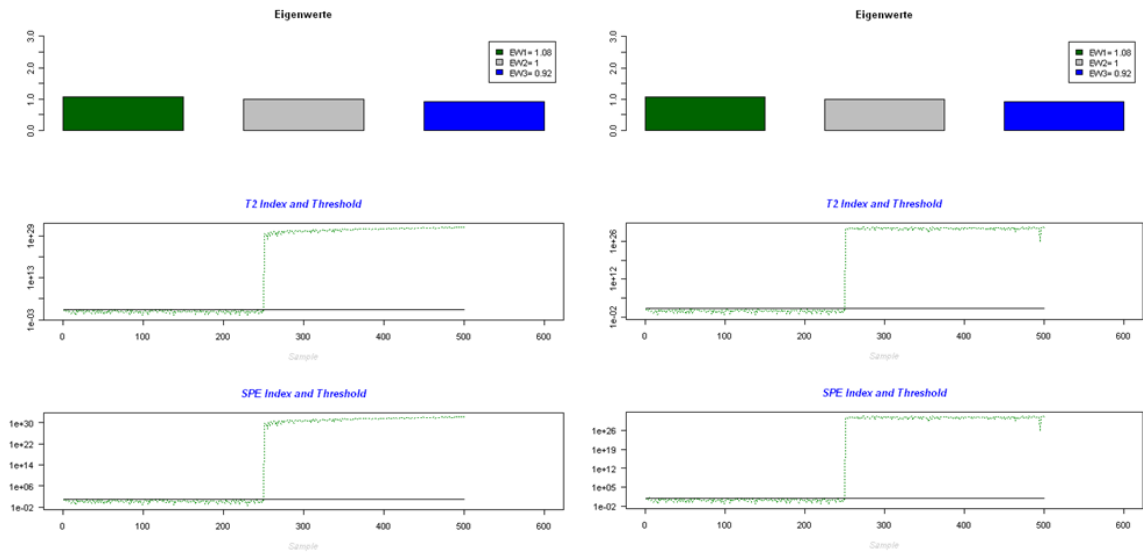 Eigenwerte
3.0
2.0
1.0
0.0
EW1= 1.08
EW2= 1
EW3= 0.92
T2 Index and Threshold
1e+29
1e+13
1e-03
0 100 200 300 400 500 600
Sample
SPE Index and Threshold
1e+30
1e+22
1e+14
1e+06
1e-02
0 100 200 300 400 500 600
Sample
Eigenwerte
3.0
2.0
1.0
0.0
EW1= 1.08
EW2= 1
EW3= 0.92
T2 Index and Threshold
1e+26
1e+12
1e-02
0 100 200 300 400 500 600
Sample
SPE Index and Threshold
1e+26
1e+19
1e+12
1e+05
1e-02
0 100 200 300 400 500 600
Sample